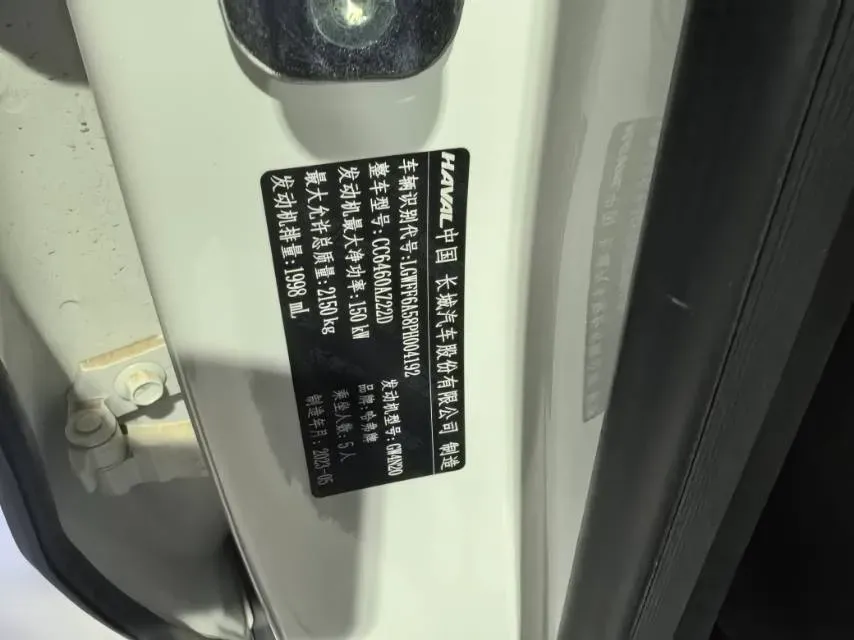 HAVAL 中国 长城汽车股份有限公司 制造
车辆识别代号:LGWFF6A58PH004192
整车型号:CC6460AZ22D 发动机型号:GW4N20
发动机最大净功率:150 kW 品牌:哈弗牌
最大允许总质量:2150 kg 乘坐人数:5人
发动机排量:1998 mL 制造年月:2023-05